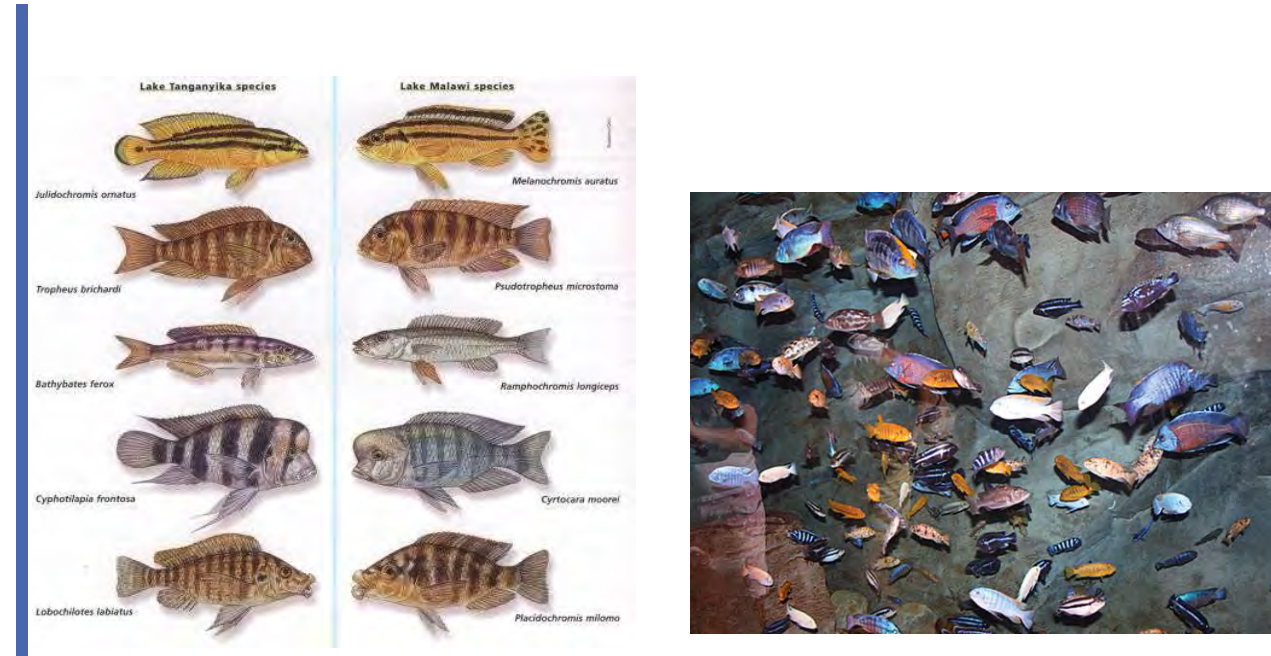 Lake Tanganyika species
Lake Malawi species
Julidochromis ornatus
Melanochromis auratus
Tropheus brichardi
Psudotropheus microstoma
Bathybates ferox
Ramphochromis longiceps
Cyphotilapia frontosa
Cyrtocara moorei
Lobochilotes labiatus
Placidochromis milomo